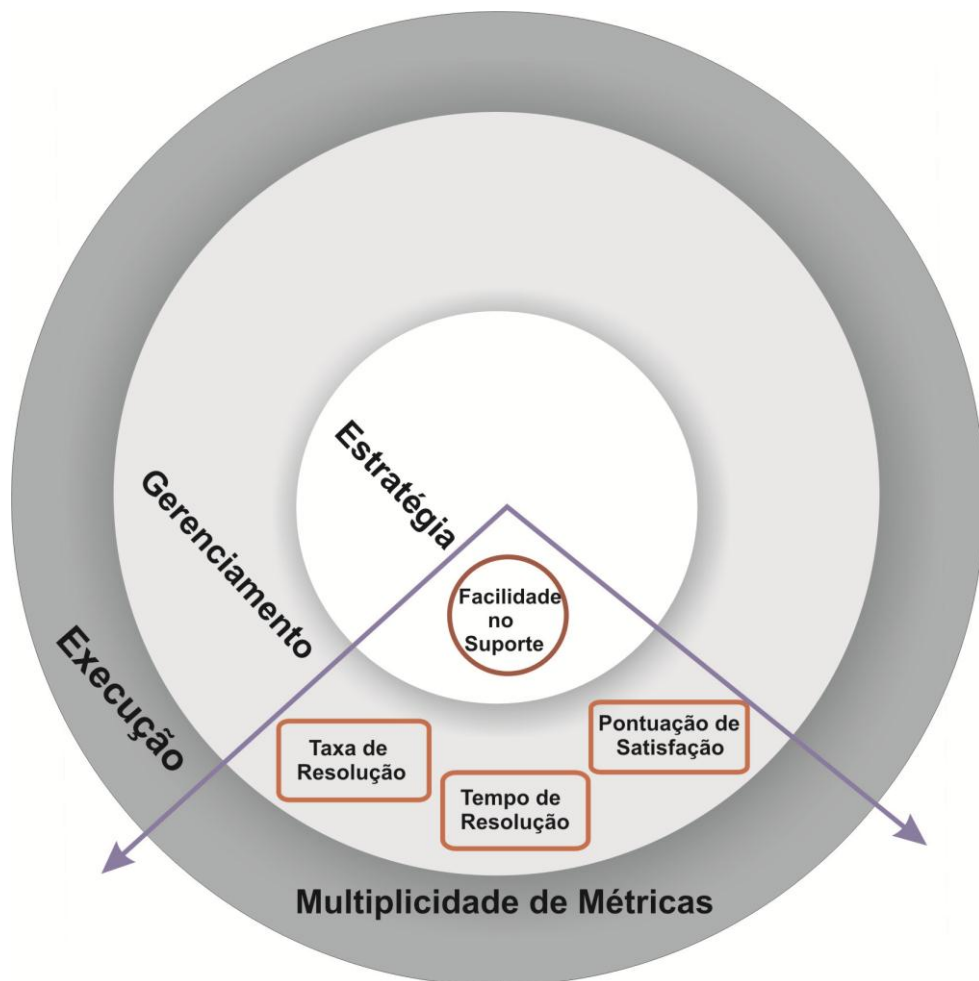 Estratégia
Gerenciamento
Execução
Facilidade
no
Suporte
Taxa de
Resolução
Tempo de
Resolução
Pontuação de
Satisfação
Multiplicidade de Métricas